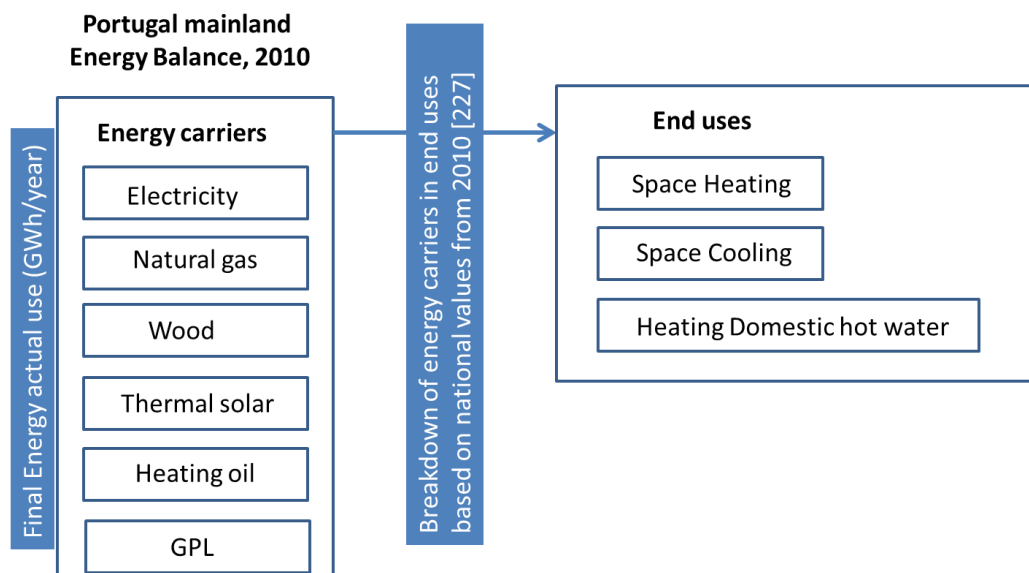 Portugal mainland
Energy Balance, 2010
Final Energy actual use (GWh/year)
Energy carriers
Electricity
Natural gas
Wood
Thermal solar
Heating oil
GPL
Breakdown of energy carriers in end uses
based on national values from 2010 [227]
End uses
Space Heating
Space Cooling
Heating Domestic hot water